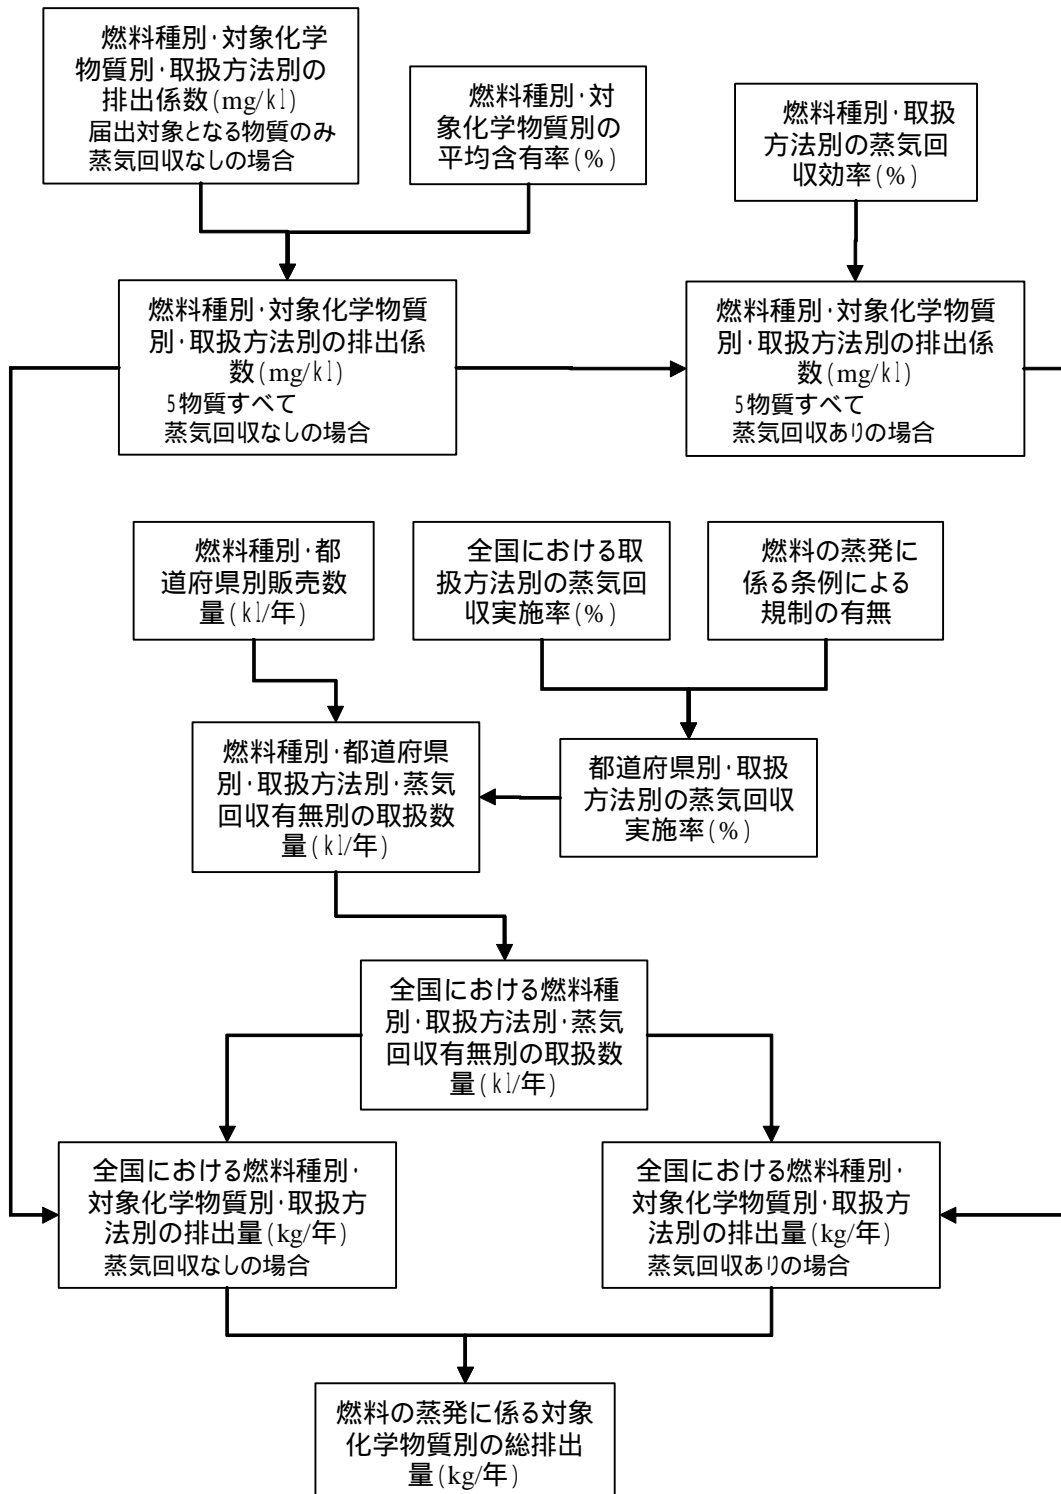 燃料種別・対象化学
物質別・取扱方法別の
排出係数(mg/kl)
届出対象となる物質のみ
蒸気回収なしの場合
燃料種別・対
象化学物質別の
平均含有率(%)
燃料種別・取扱
方法別の蒸気回
収効率(%)
燃料種別・対象化学物質
別・取扱方法別の排出係
数(mg/kl)
5物質すべて
蒸気回収なしの場合
燃料種別・対象化学物質
別・取扱方法別の排出係
数(mg/kl)
5物質すべて
蒸気回収ありの場合
燃料種別・都
道府県別販売数
量(kl/年)
全国における取
扱方法別の蒸気回
収実施率(%)
燃料の蒸発に
係る条例による
規制の有無
燃料種別・都道府県
別・取扱方法別・蒸気
回収有無別の取扱数
量(kl/年)
都道府県別・取扱
方法別の蒸気回収
実施率(%)
全国における燃料種
別・取扱方法別・蒸気
回収有無別の取扱数
量(kl/年)
全国における燃料種別・
対象化学物質別・取扱方
法別の排出量(kg/年)
蒸気回収なしの場合
全国における燃料種別・
対象化学物質別・取扱方
法別の排出量(kg/年)
蒸気回収ありの場合
燃料の蒸発に係る対象
化学物質別の総排出
量(kg/年)